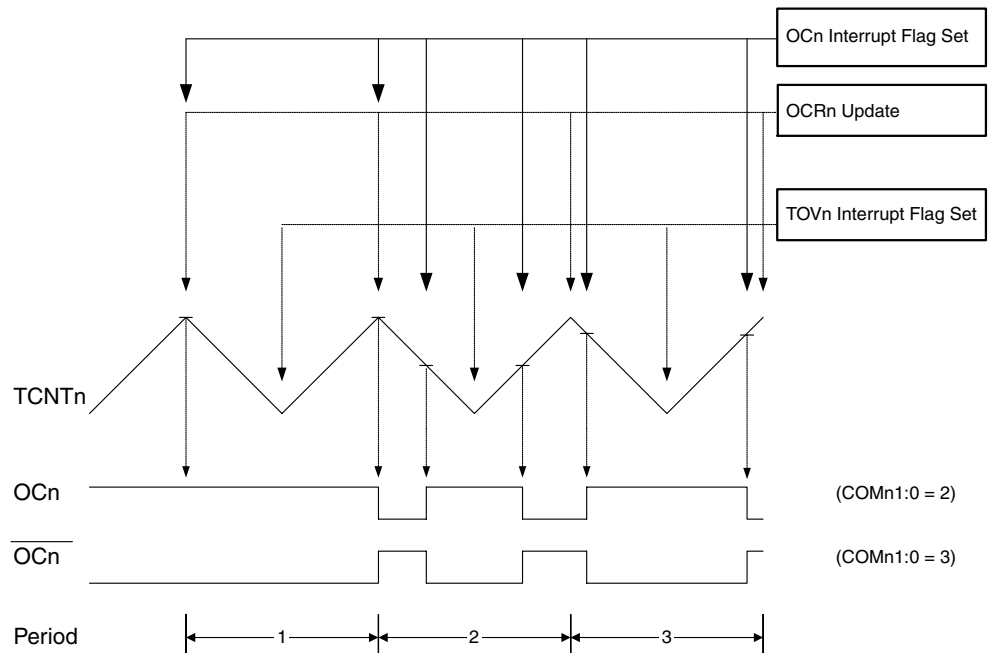 OCn Interrupt Flag Set
OCRn Update
TOVn Interrupt Flag Set
TCNTn
OCn (COMn1:0 = 2)
OCn (COMn1:0 = 3)
Period 1 2 3